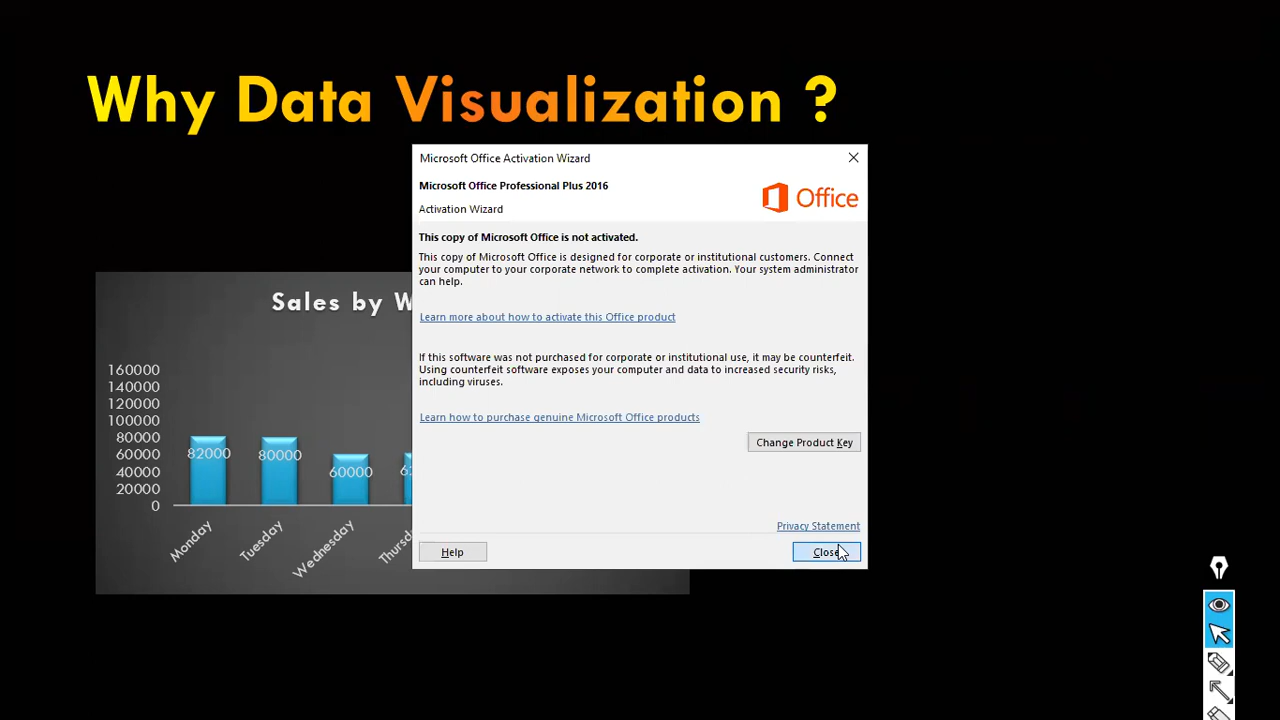 Why Data Visualization ?
Microsoft Office Activation Wizard
Microsoft Office Professional Plus 2016
Office
Activation Wizard
This copy of Microsoft Office is not activated.
This copy of Microsoft Office is designed for corporate or institutional customers. Connect
your computer to your corporate network to complete activation. Your system administrator
can help.
Learn more about how to activate this Office product
If this software was not purchased for corporate or institutional use, it may be counterfeit.
Using counterfeit software exposes your computer and data to increased security risks,
including viruses.
Learn how to purchase genuine Microsoft Office products
Change Product Key
Privacy Statement
Help
Close
Sales by
160000
140000
120000
100000
80000
60000
40000
20000
0
82000
80000
60000
Monday
Tuesday
Wednesday